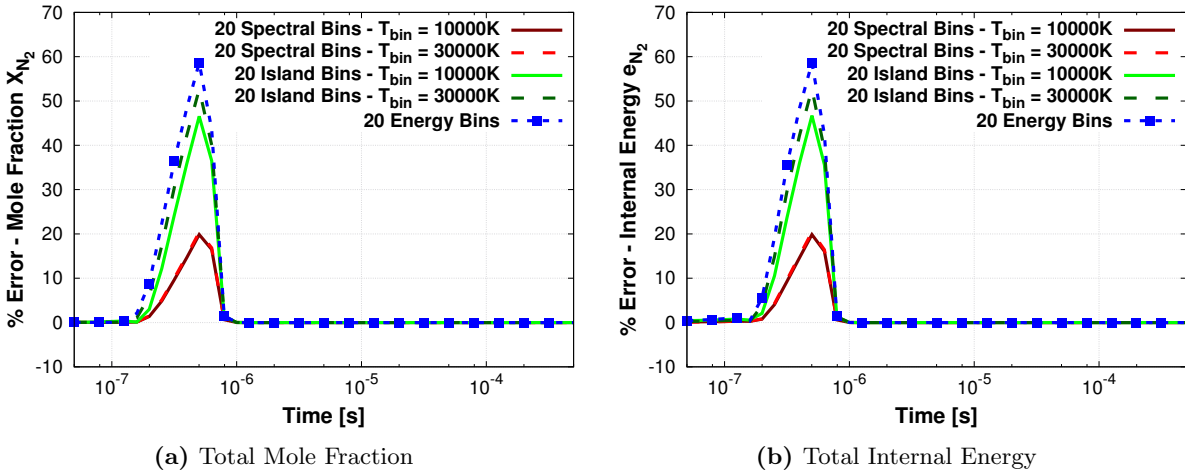 % Error - Mole Fraction X_N2
70
60
50
40
30
20
10
0
-10
20 Spectral Bins - T_bin = 10000K
20 Spectral Bins - T_bin = 30000K
20 Island Bins - T_bin = 10000K
20 Island Bins - T_bin = 30000K
20 Energy Bins
10^-7
10^-6
10^-5
10^-4
Time [s]
(a) Total Mole Fraction
% Error - Internal Energy e_N2
70
60
50
40
30
20
10
0
-10
20 Spectral Bins - T_bin = 10000K
20 Spectral Bins - T_bin = 30000K
20 Island Bins - T_bin = 10000K
20 Island Bins - T_bin = 30000K
20 Energy Bins
10^-7
10^-6
10^-5
10^-4
Time [s]
(b) Total Internal Energy